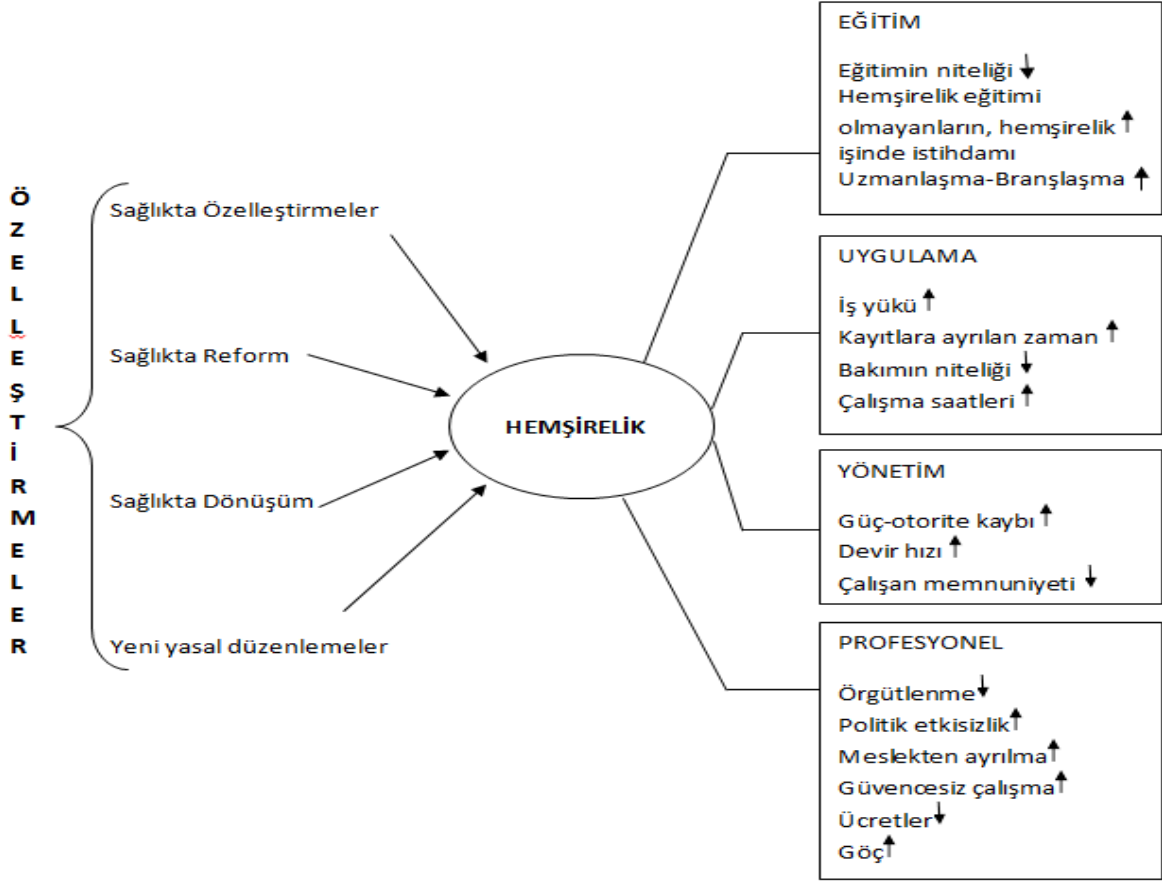 ÖZELLEŞTİRMELER
Sağlıkta Özelleştirmeler
Sağlıkta Reform
Sağlıkta Dönüşüm
Yeni yasal düzenlemeler
HEMŞİRELİK
EĞİTİM
Eğitimin niteliği ↓
Hemşirelik eğitimi
olmayanların, hemşirelik ↑
işinde istihdamı
Uzmanlaşma-Branşlaşma ↑
UYGULAMA
İş yükü ↑
Kayıtlara ayrılan zaman ↑
Bakımın niteliği ↓
Çalışma saatleri ↑
YÖNETİM
Güç-otorite kaybı ↑
Devir hızı ↑
Çalışan memnuniyeti ↓
PROFESYONEL
Örgütlenme ↓
Politik etkisizlik ↑
Meslekten ayrılma ↑
Güvencesiz çalışma ↑
Ücretler ↓
Göç ↑